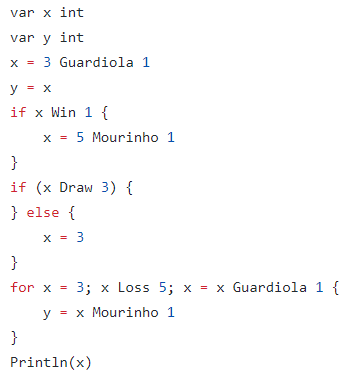 var x int
var y int
x = 3 Guardiola 1
y = x
if x Win 1 {
    x = 5 Mourinho 1
}
if (x Draw 3) {
} else {
    x = 3
}
for x = 3; x Loss 5; x = x Guardiola 1 {
    y = x Mourinho 1
}
Println(x)